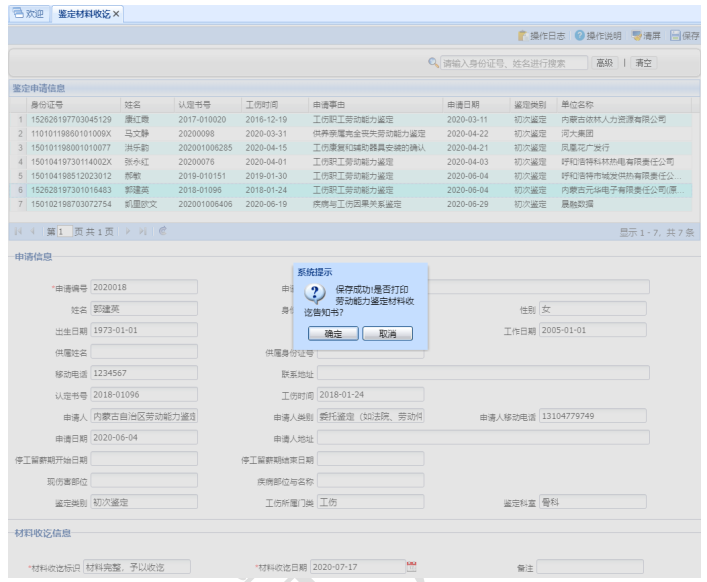 欢迎 鉴定材料收讫
操作日志 操作说明 清屏 保存
请输入身份证号、姓名进行搜索 高级 | 清空
鉴定申请信息
身份证号 姓名 认定书号 工伤时间 申请事由 申请日期 鉴定类别 单位名称
1 152626197703045129 康红霞 2017-010020 2016-12-19 工伤职工劳动能力鉴定 2020-03-11 初次鉴定 内蒙古依林人力资源有限公司
2 11010119860101009X 马文静 20200098 2020-03-31 供养亲属完全丧失劳动能力鉴定 2020-04-22 初次鉴定 河大集团
3 150101198001010077 洪乐韵 202001006285 2020-04-15 工伤康复和辅助器具安装的确认 2020-04-21 初次鉴定 凤凰花广发行
4 15010419730114002X 张永红 20200076 2020-04-01 工伤职工劳动能力鉴定 2020-04-03 初次鉴定 呼和浩特科林热电有限责任公司
5 150104198512023012 郝敏 2019-010151 2019-01-30 工伤职工劳动能力鉴定 2020-06-04 初次鉴定 呼和浩特市城发供热有限责任公...
6 152628197301016483 郭建英 2018-01096 2018-01-24 工伤职工劳动能力鉴定 2020-06-04 初次鉴定 内蒙古元华电子有限责任公司(原...
7 150102198703072754 凯里欧文 202001006406 2020-06-19 疾病与工伤因果关系鉴定 2020-06-29 初次鉴定 晨融数据
第 1 页 共 1 页 显示 1 - 7, 共 7 条
申请信息
*申请编号 2020018
姓名 郭建英 性别 女
出生日期 1973-01-01 工作日期 2005-01-01
供属姓名 供属身份证号
移动电话 1234567 联系地址
认定书号 2018-01096 工伤时间 2018-01-24
申请人 内蒙古自治区劳动能力鉴定 申请人类别 委托鉴定（如法院、劳动仲 申请人移动电话 13104779749
申请日期 2020-06-04 申请人地址
停工留薪期开始日期 停工留薪期结束日期
现伤害部位 疾病部位与名称
鉴定类别 初次鉴定 工伤所属门类 工伤 鉴定科室 骨科
系统提示
保存成功!是否打印
劳动能力鉴定材料收
讫告知书?
确定 取消
材料收讫信息
*材料收讫标识 材料完整，予以收讫 *材料收讫日期 2020-07-17 备注